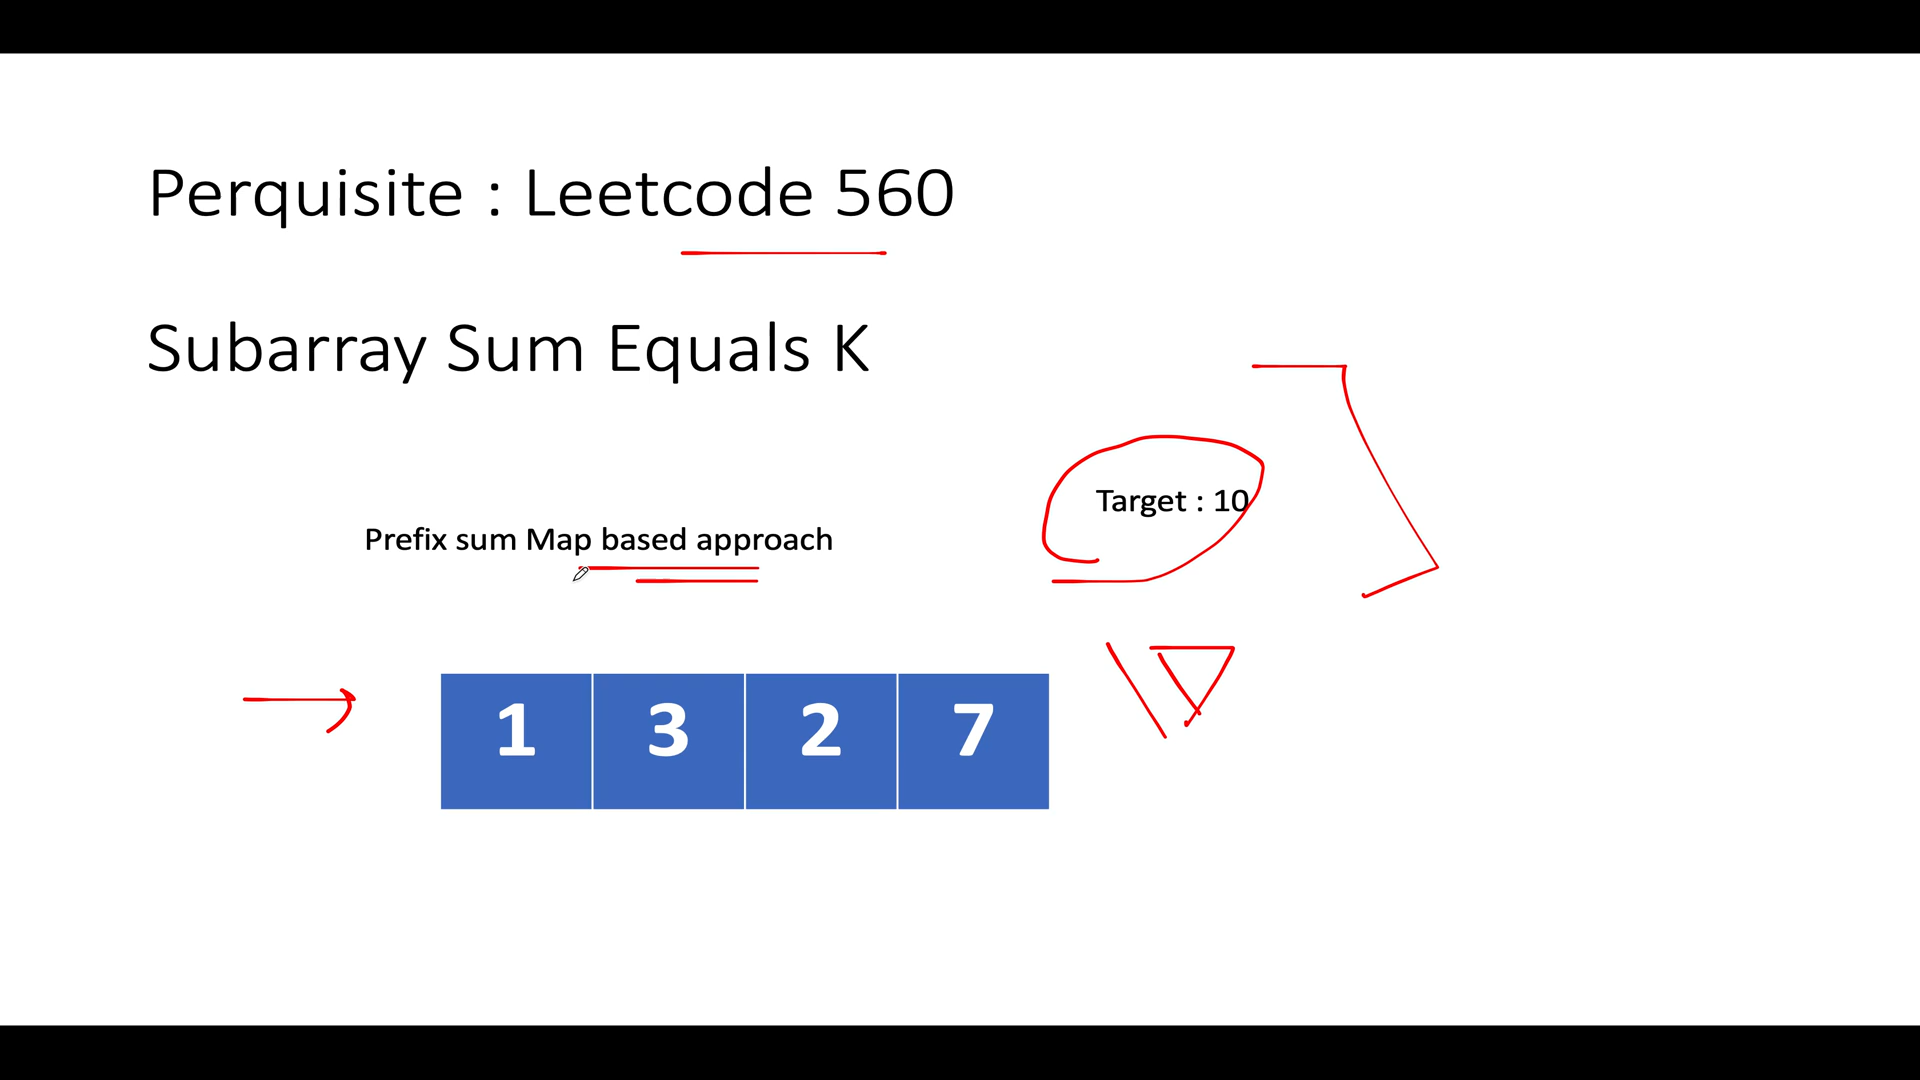 Perquisite : Leetcode 560
Subarray Sum Equals K
Target : 10
Prefix sum Map based approach
1 3 2 7